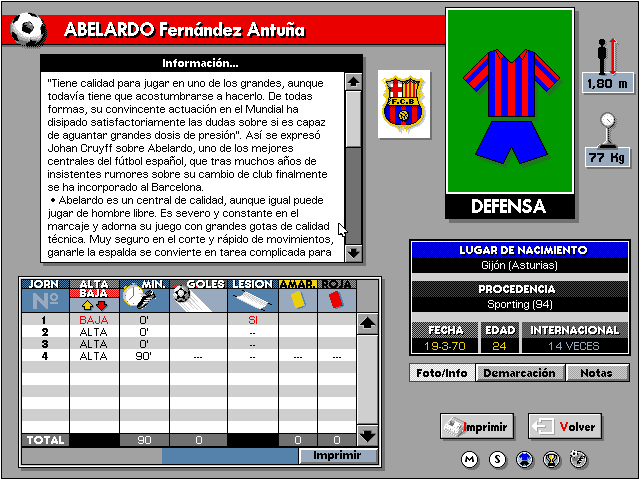 ABELARDO Fernández Antuña
Información...
"Tiene calidad para jugar en uno de los grandes, aunque
todavía tiene que acostumbrarse a hacerlo. De todas
formas, su convincente actuación en el Mundial ha
disipado satisfactoriamente las dudas sobre si es capaz
de aguantar grandes dosis de presión". Así se expresó
Johan Cruyff sobre Abelardo, uno de los mejores
centrales del fútbol español, que tras muchos años de
insistentes rumores sobre su cambio de club finalmente
se ha incorporado al Barcelona.
• Abelardo es un central de calidad, aunque igual puede
jugar de hombre libre. Es severo y constante en el
marcaje y adorna su juego con grandes gotas de calidad
técnica. Muy seguro en el corte y rápido de movimientos,
ganarle la espalda se convierte en tarea complicada para
F.C.B
DEFENSA
1,80 m
77 Kg
LUGAR DE NACIMIENTO
Gijón (Asturias)
PROCEDENCIA
Sporting (94)
FECHA EDAD INTERNACIONAL
19-3-70 24 14 VECES
Foto/Info Demarcación Notas
JORN ALTA MIN. GOLES LESION AMAR. ROJA
Nº BAJA
1 BAJA 0' SI
2 ALTA 0' --
3 ALTA 0' --
4 ALTA 90' --- -- --- ---
TOTAL 90 0 0 0
Imprimir
Imprimir Volver
M S